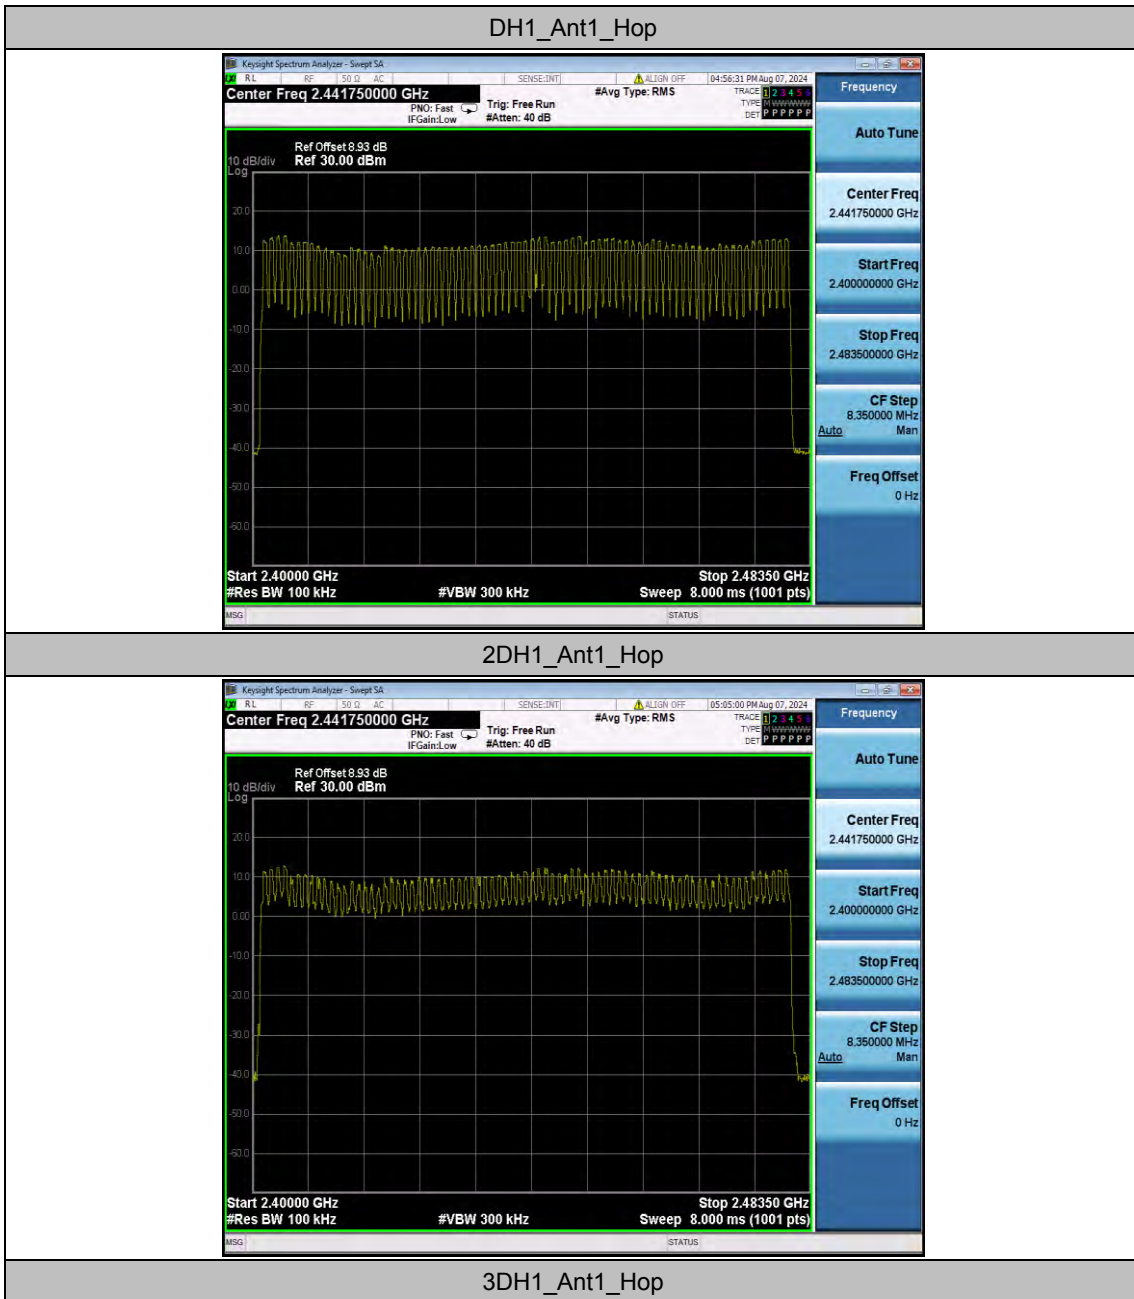 DH1_Ant1_Hop
Keysight Spectrum Analyzer - Swept SA
RL RF 50 Ω AC SENSE:INT ALIGN OFF 04:56:31 PM Aug 07, 2024
Center Freq 2.441750000 GHz #Avg Type: RMS TRACE 1 2 3 4 5 6
PNO: Fast Trig: Free Run TYPE M WWWWW
IFGain:Low #Atten: 40 dB DET P P P P P P
Frequency
Auto Tune
Ref Offset 8.93 dB
10 dB/div Ref 30.00 dBm
Log
20.0
10.0
0.00
-10.0
-20.0
-30.0
-40.0
-50.0
-60.0
Center Freq
2.441750000 GHz
Start Freq
2.400000000 GHz
Stop Freq
2.483500000 GHz
CF Step
8.350000 MHz
Auto Man
Freq Offset
0 Hz
Start 2.40000 GHz Stop 2.48350 GHz
#Res BW 100 kHz #VBW 300 kHz Sweep 8.000 ms (1001 pts)
MSG STATUS
2DH1_Ant1_Hop
Keysight Spectrum Analyzer - Swept SA
RL RF 50 Ω AC SENSE:INT ALIGN OFF 05:05:00 PM Aug 07, 2024
Center Freq 2.441750000 GHz #Avg Type: RMS TRACE 1 2 3 4 5 6
PNO: Fast Trig: Free Run TYPE M WWWWW
IFGain:Low #Atten: 40 dB DET P P P P P P
Frequency
Auto Tune
Ref Offset 8.93 dB
10 dB/div Ref 30.00 dBm
Log
20.0
10.0
0.00
-10.0
-20.0
-30.0
-40.0
-50.0
-60.0
Center Freq
2.441750000 GHz
Start Freq
2.400000000 GHz
Stop Freq
2.483500000 GHz
CF Step
8.350000 MHz
Auto Man
Freq Offset
0 Hz
Start 2.40000 GHz Stop 2.48350 GHz
#Res BW 100 kHz #VBW 300 kHz Sweep 8.000 ms (1001 pts)
MSG STATUS
3DH1_Ant1_Hop